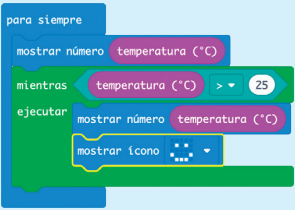 para siempre
mostrar número temperatura (°C)
mientras temperatura (°C) > 25
ejecutar mostrar número temperatura (°C)
mostrar ícono